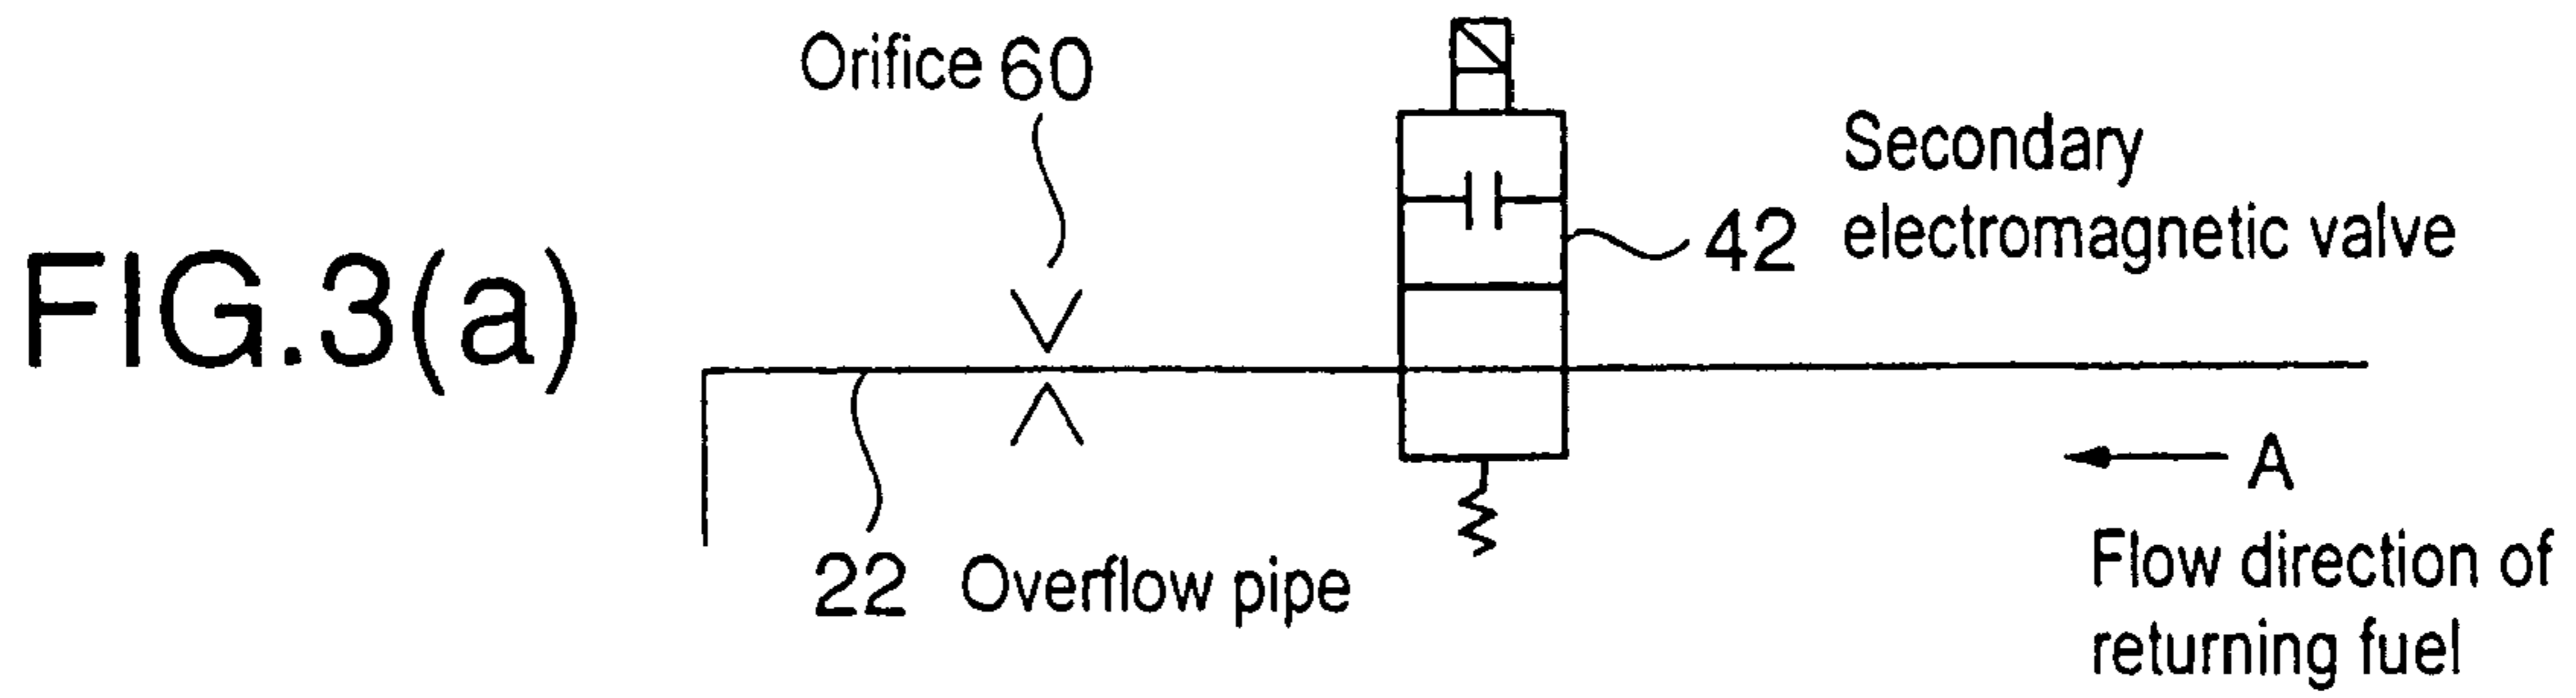 Orifice 60
Secondary
42 electromagnetic valve
FIG.3(a)
A
22 Overflow pipe
Flow direction of
returning fuel